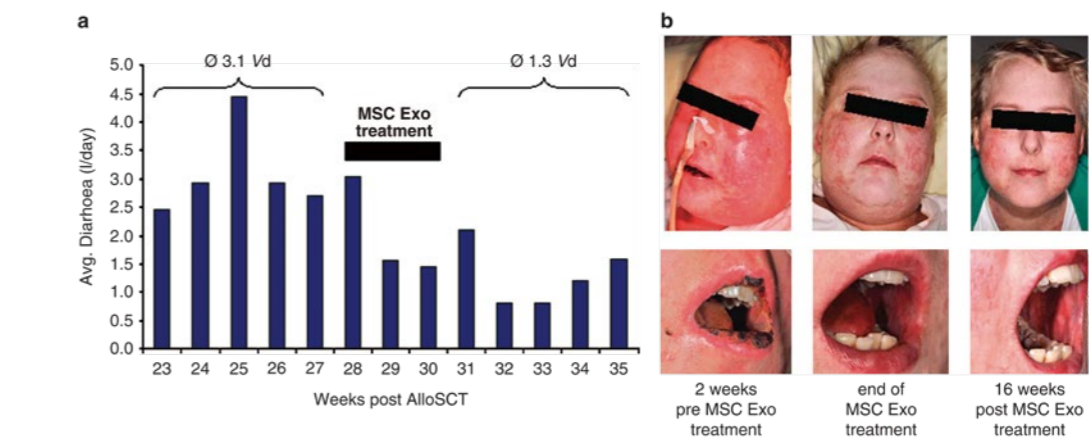 a
Ø 3.1 Vd
Ø 1.3 Vd
MSC Exo
treatment
5.0
4.5
4.0
3.5
3.0
2.5
2.0
1.5
1.0
0.5
0.0
Avg. Diarhoea (l/day)
23 24 25 26 27 28 29 30 31 32 33 34 35
Weeks post AlloSCT
b
2 weeks
pre MSC Exo
treatment
end of
MSC Exo
treatment
16 weeks
post MSC Exo
treatment